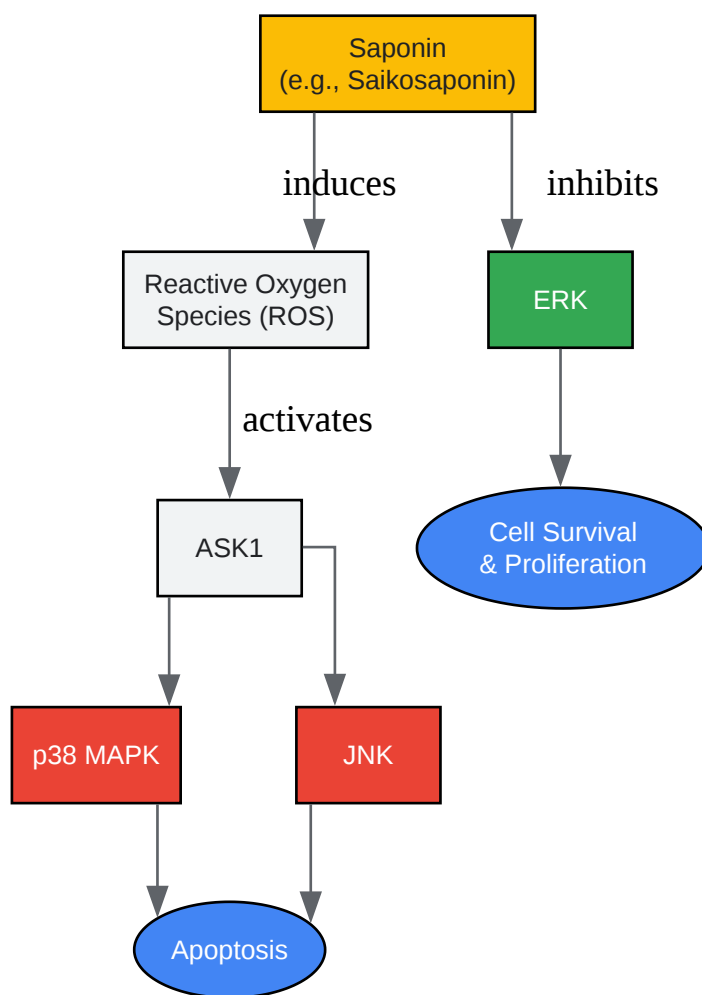 Saponin
(e.g., Saikosaponin)
induces
inhibits
Reactive Oxygen
Species (ROS)
ERK
activates
ASK1
Cell Survival
& Proliferation
p38 MAPK
JNK
Apoptosis